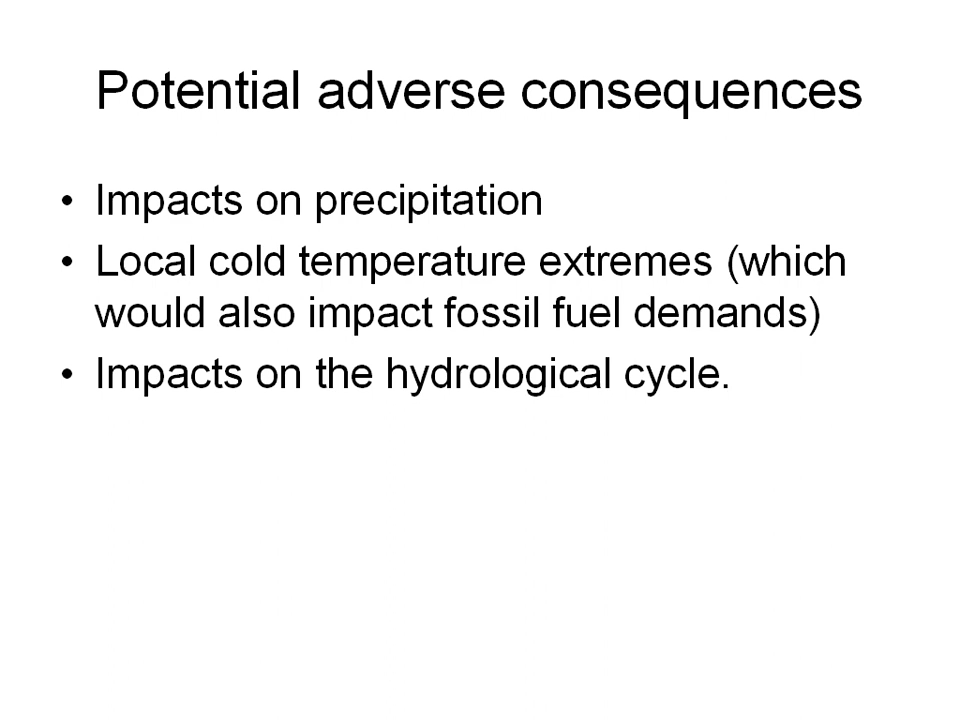 Potential adverse consequences
• Impacts on precipitation
• Local cold temperature extremes (which
would also impact fossil fuel demands)
• Impacts on the hydrological cycle.